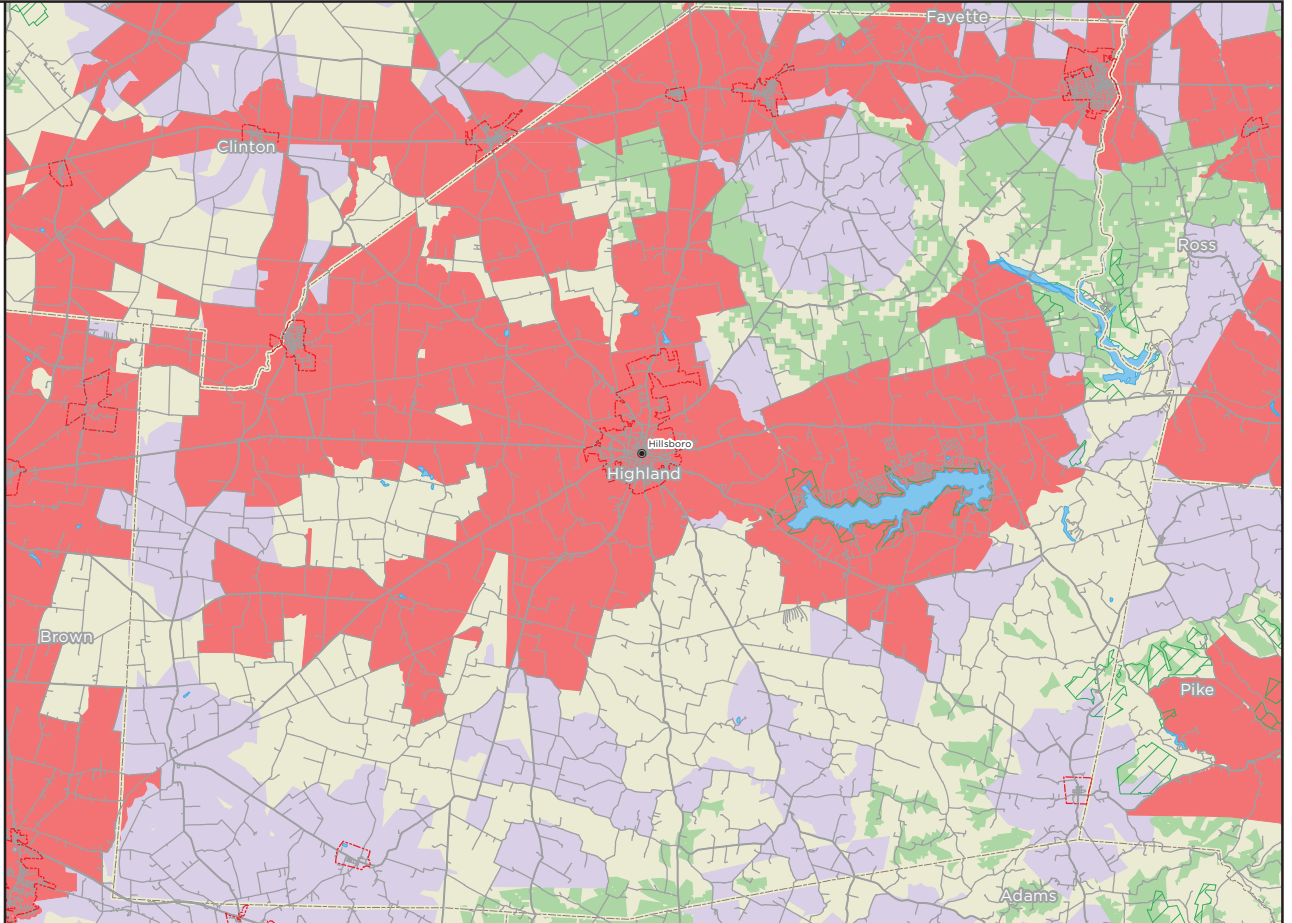 Fayette
Clinton
Ross
Hillsboro
Highland
Brown
Pike
Adams